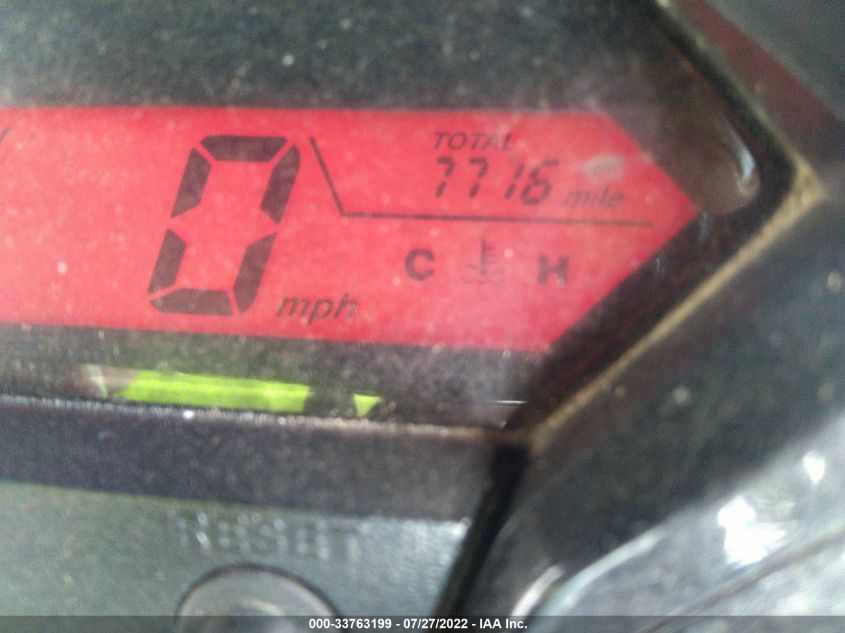 TOTAL
7716 mile
0 mph
C H
RESET
000-33763199 - 07/27/2022 - IAA Inc.